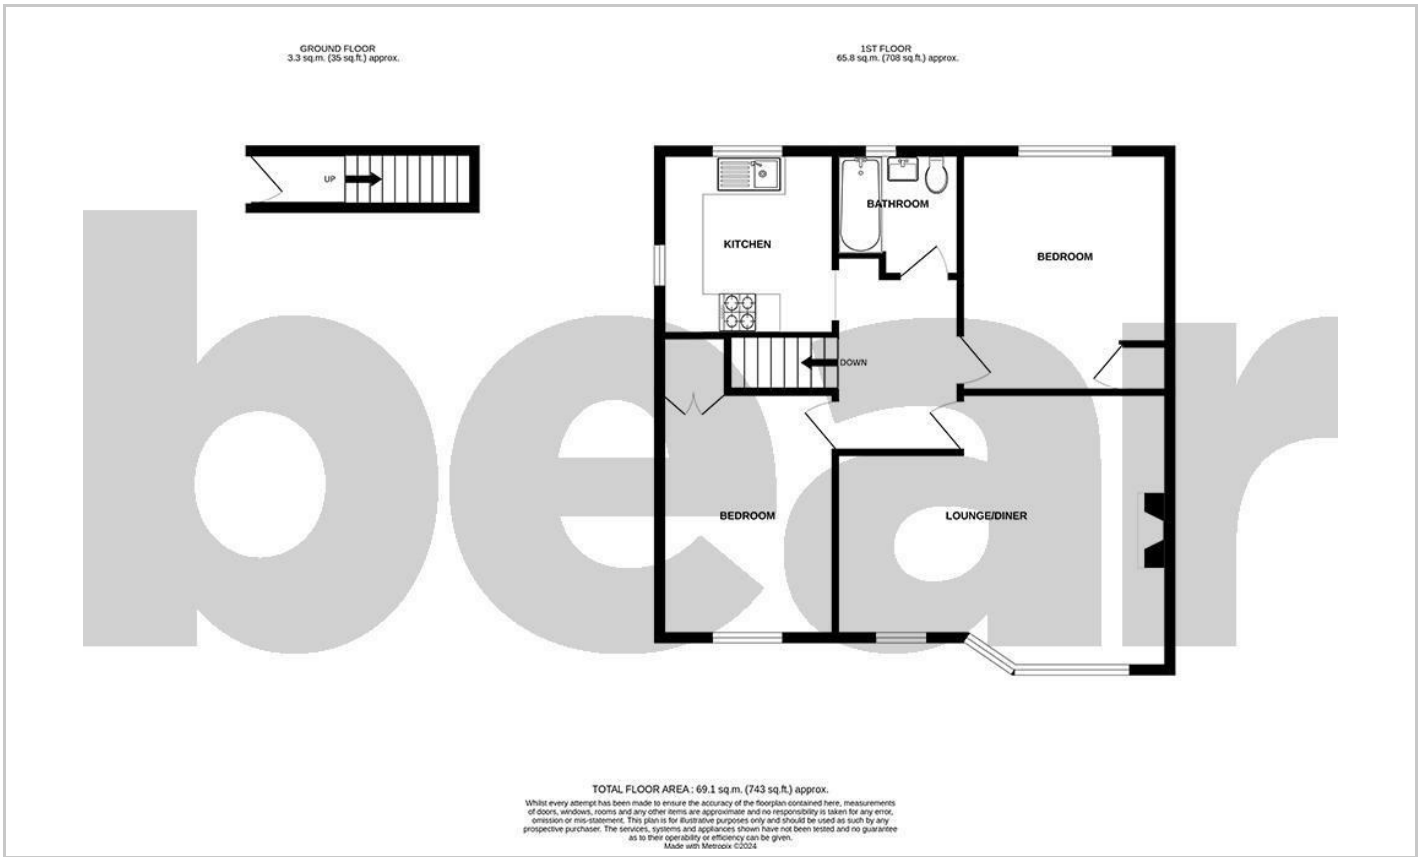 GROUND FLOOR
3.3 sq.m. (35 sq.ft.) approx.
1ST FLOOR
65.8 sq.m. (708 sq.ft.) approx.
UP
KITCHEN
BATHROOM
BEDROOM
DOWN
BEDROOM
LOUNGE/DINER
bear
TOTAL FLOOR AREA : 69.1 sq.m. (743 sq.ft.) approx.
Whilst every attempt has been made to ensure the accuracy of the floorplan contained here, measurements
of doors, windows, rooms and any other items are approximate and no responsibility is taken for any error,
omission or mis-statement. This plan is for illustrative purposes only and should be used as such by any
prospective purchaser. The services, systems and appliances shown have not been tested and no guarantee
as to their operability or efficiency can be given.
Made with Metropix ©2024